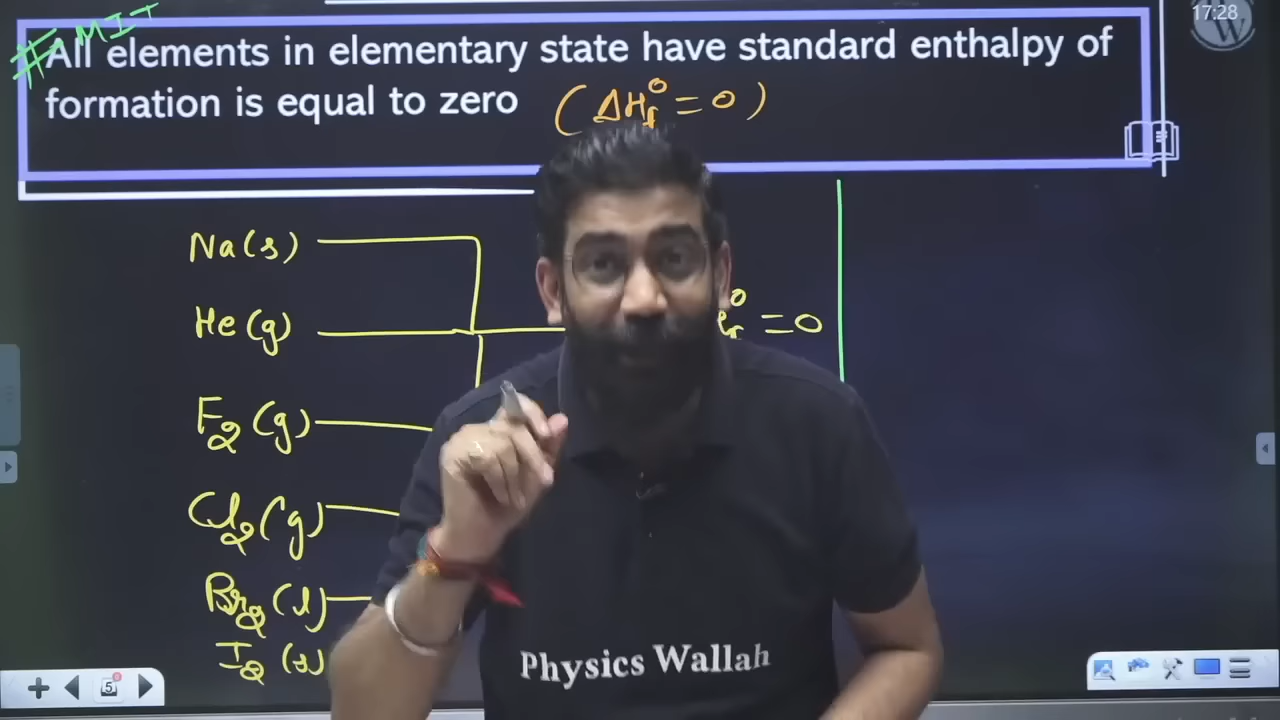 17:28
# MIT
All elements in elementary state have standard enthalpy of
formation is equal to zero (ΔH°f = 0)
Na(s)
He(g)
= 0
F2(g)
Cl2(g)
Br2(l)
I2(s)
Physics Wallah
5